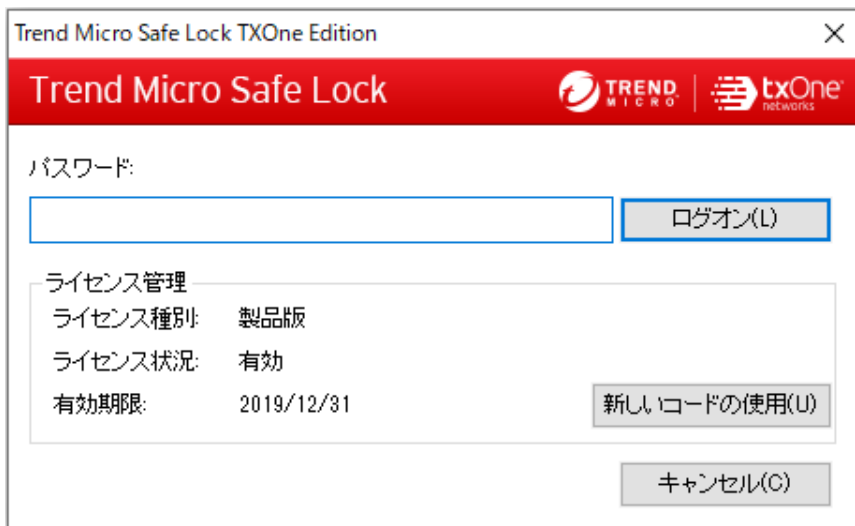 Trend Micro Safe Lock TXOne Edition
Trend Micro Safe Lock TREND MICRO txOne networks
パスワード:
ログオン(L)
ライセンス管理
ライセンス種別: 製品版
ライセンス状況: 有効
有効期限: 2019/12/31 新しいコードの使用(U)
キャンセル(C)